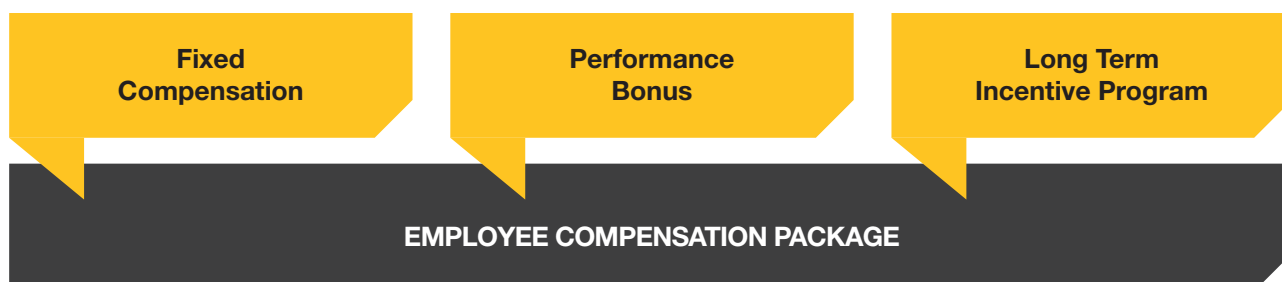 Fixed
Compensation
Performance
Bonus
Long Term
Incentive Program
EMPLOYEE COMPENSATION PACKAGE